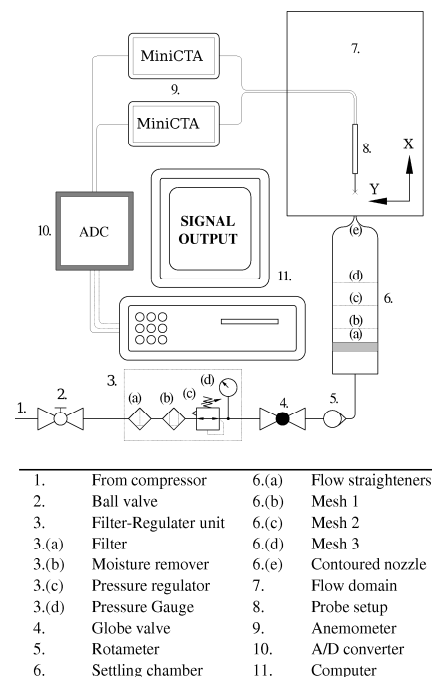 7.
MiniCTA
9.
MiniCTA
8.
X
Y
10.
ADC
SIGNAL
OUTPUT
(e)
11.
(d)
6.
(c)
(b)
(a)
3.
(d)
(a)
(b)
(c)
1.
2.
4.
5.
1. From compressor 6.(a) Flow straighteners
2. Ball valve 6.(b) Mesh 1
3. Filter-Regulater unit 6.(c) Mesh 2
3.(a) Filter 6.(d) Mesh 3
3.(b) Moisture remover 6.(e) Contoured nozzle
3.(c) Pressure regulator 7. Flow domain
3.(d) Pressure Gauge 8. Probe setup
4. Globe valve 9. Anemometer
5. Rotameter 10. A/D converter
6. Settling chamber 11. Computer